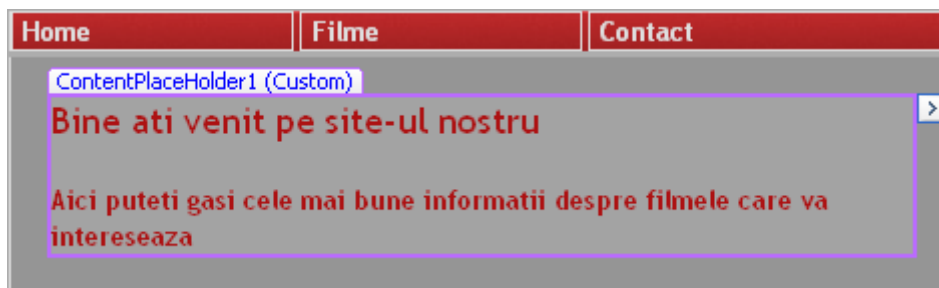 Home Filme Contact
ContentPlaceHolder1 (Custom)
Bine ati venit pe site-ul nostru
Aici puteti gasi cele mai bune informatii despre filmele care va
intereseaza